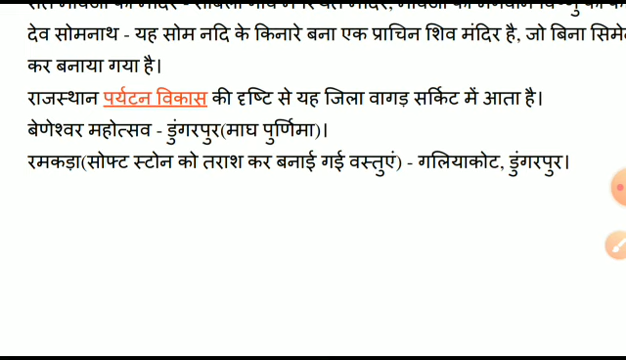 देव सोमनाथ - यह सोम नदि के किनारे बना एक प्राचिन शिव मंदिर है, जो बिना
कर बनाया गया है।
राजस्थान पर्यटन विकास की दृष्टि से यह जिला वागड़ सर्किट में आता है।
बेणेश्वर महोत्सव - डुंगरपुर(माघ पुर्णिमा)।
रमकड़ा(सोफ्ट स्टोन को तराश कर बनाई गई वस्तुएं) - गलियाकोट, डुंगरपुर।